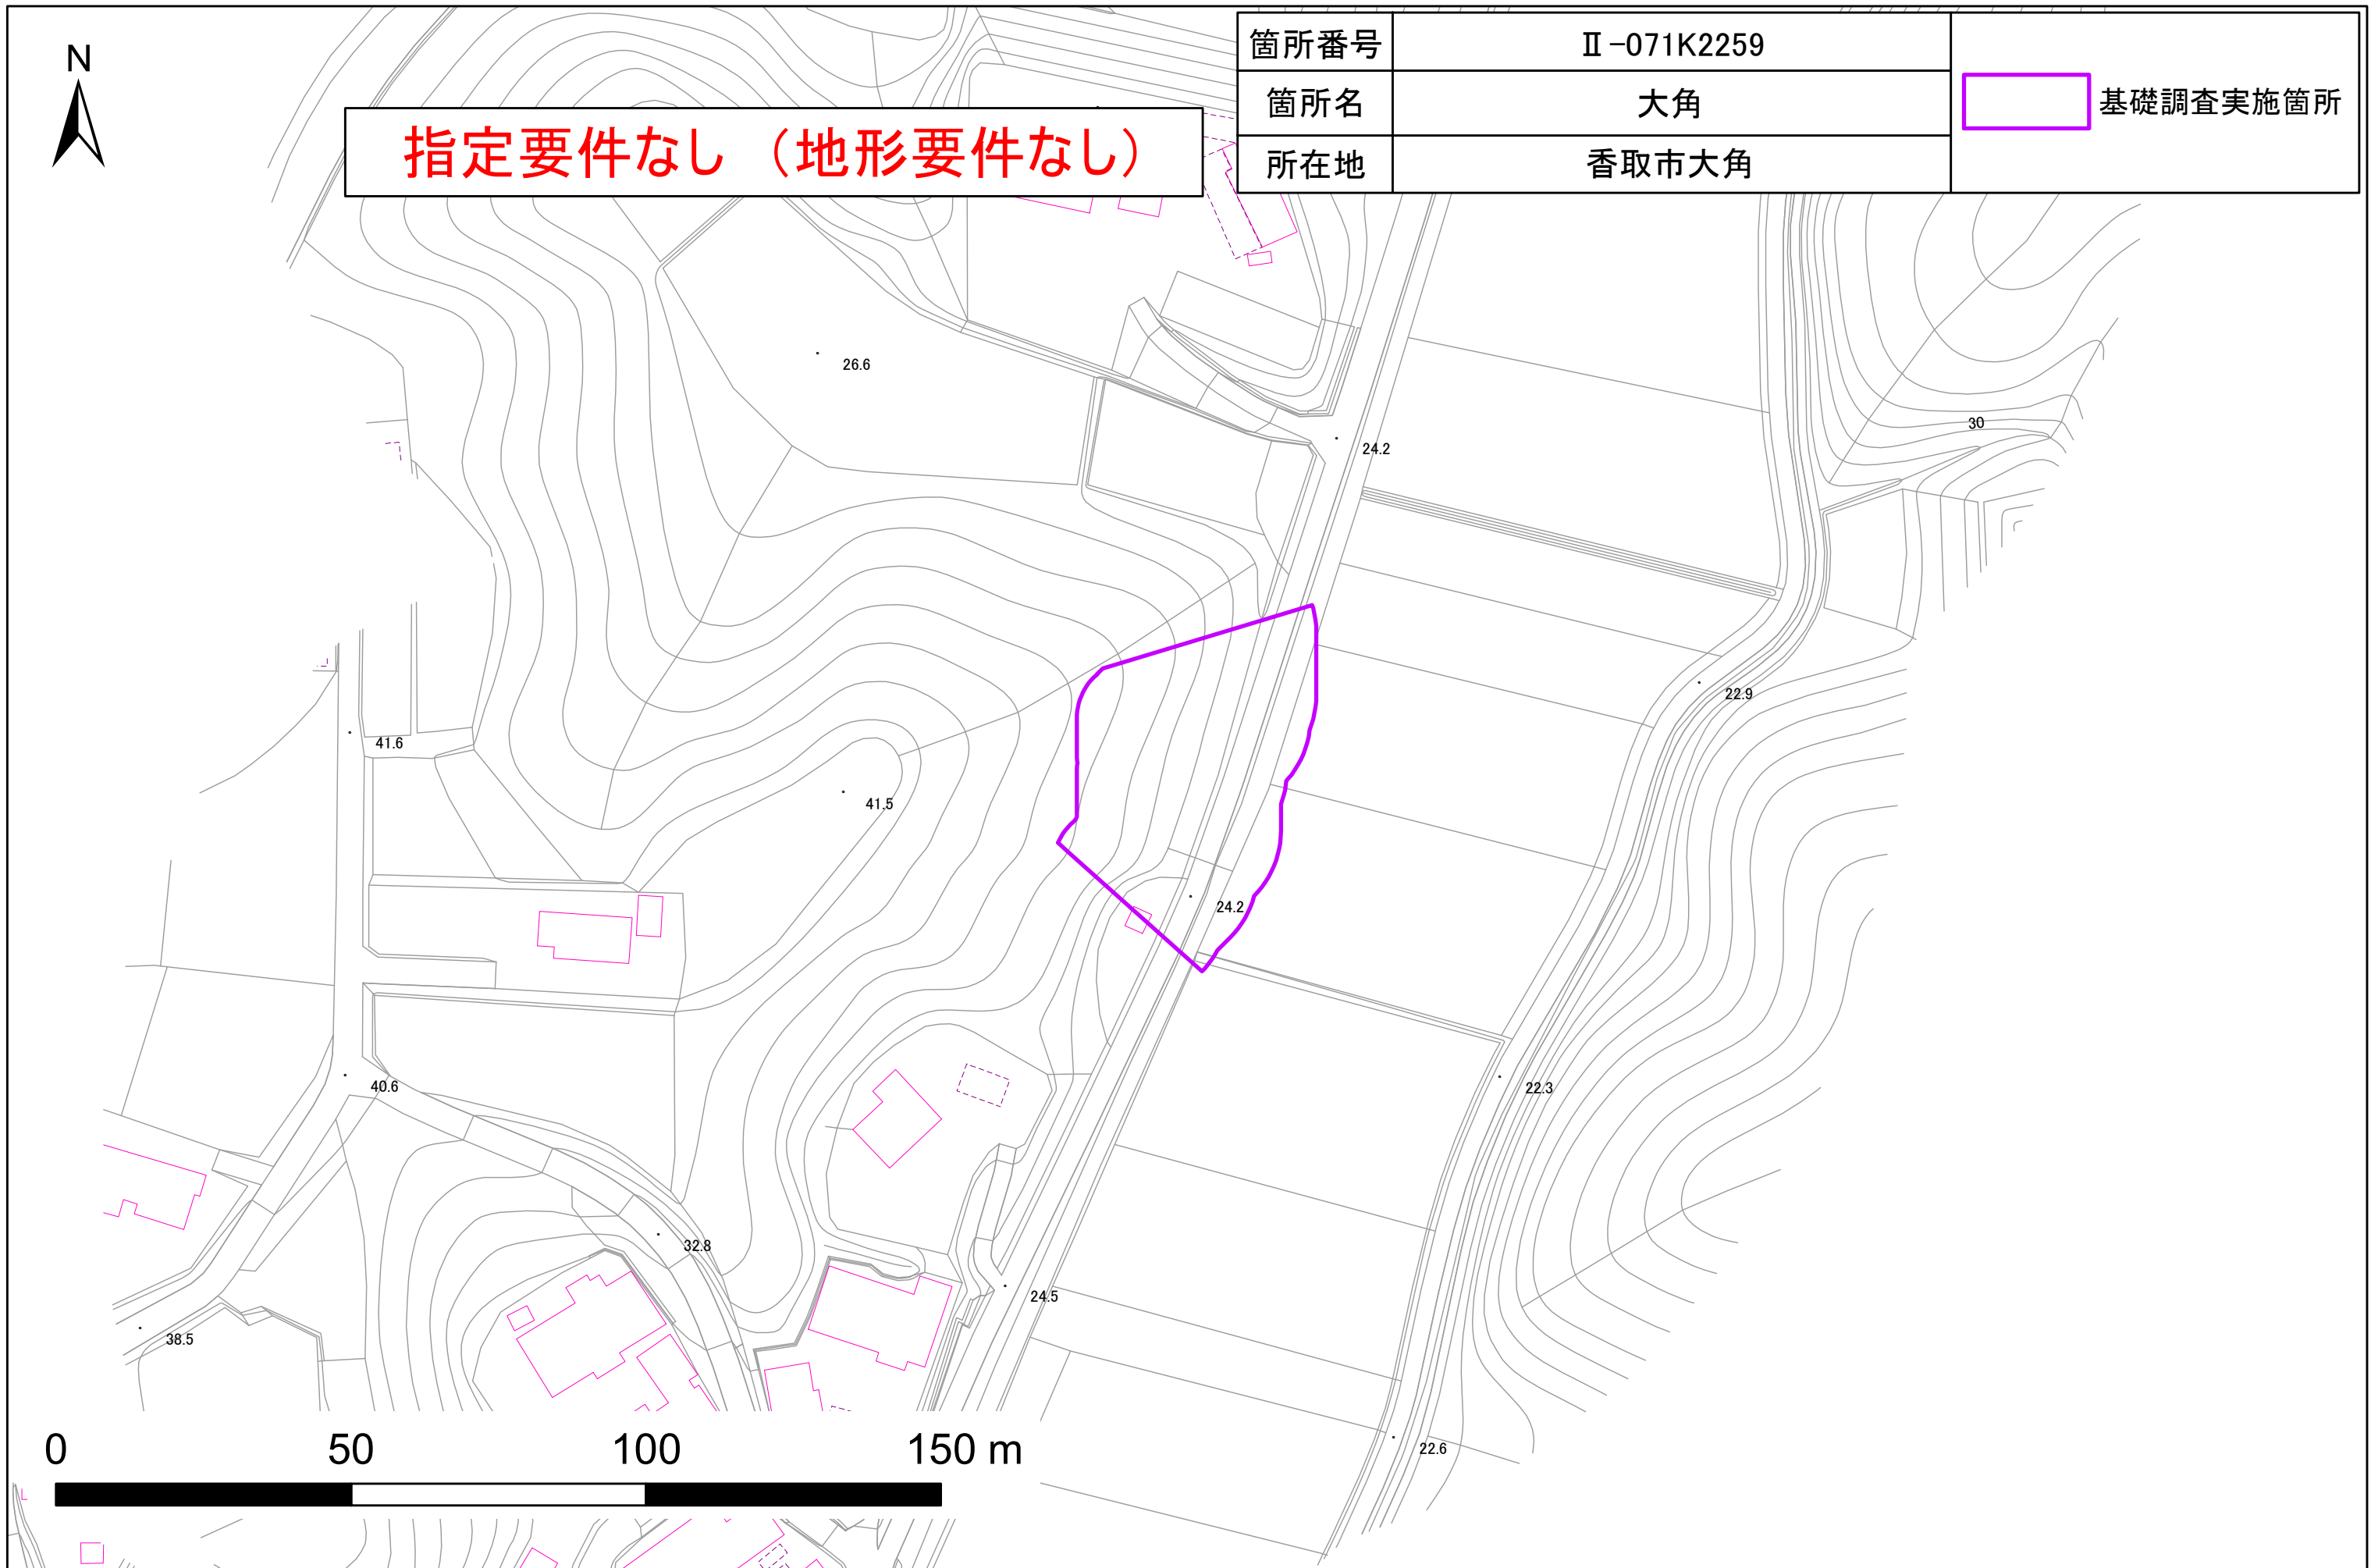 N
指定要件なし （地形要件なし）
箇所番号 Ⅱ-071K2259
箇所名 大角
所在地 香取市大角
基礎調査実施箇所
26.6
24.2
30
22.9
41.6
41.5
24.2
40.6
22.3
32.8
24.5
38.5
22.6
0 50 100 150 m